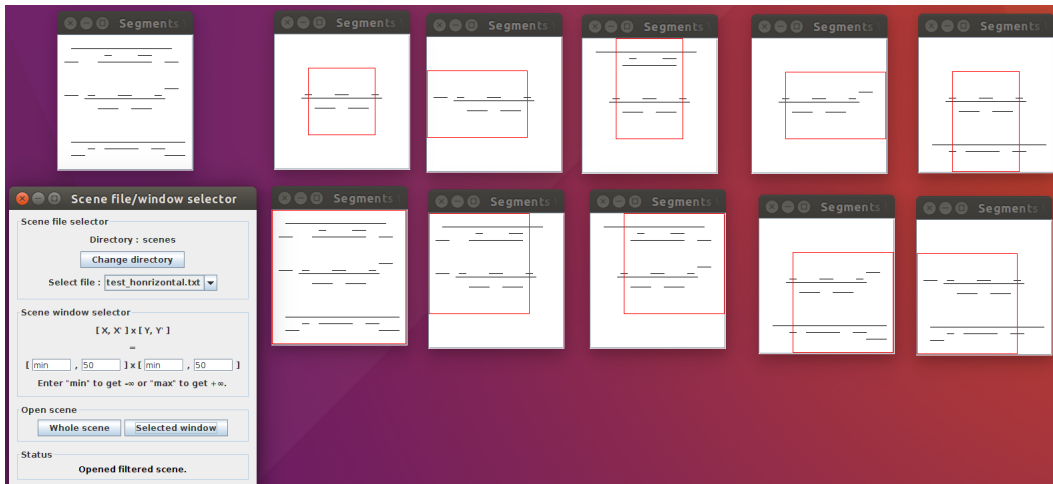 Segments
Segments
Segments
Segments
Segments
Segments
Scene file/window selector
Scene file selector
Directory : scenes
Change directory
Select file : test_honrizontal.txt
Scene window selector
[ X, X' ] x [ Y, Y' ]
=
[ min , 50 ] x [ min , 50 ]
Enter "min" to get -∞ or "max" to get +∞.
Open scene
Whole scene Selected window
Status
Opened filtered scene.
Segments
Segments
Segments
Segments
Segments